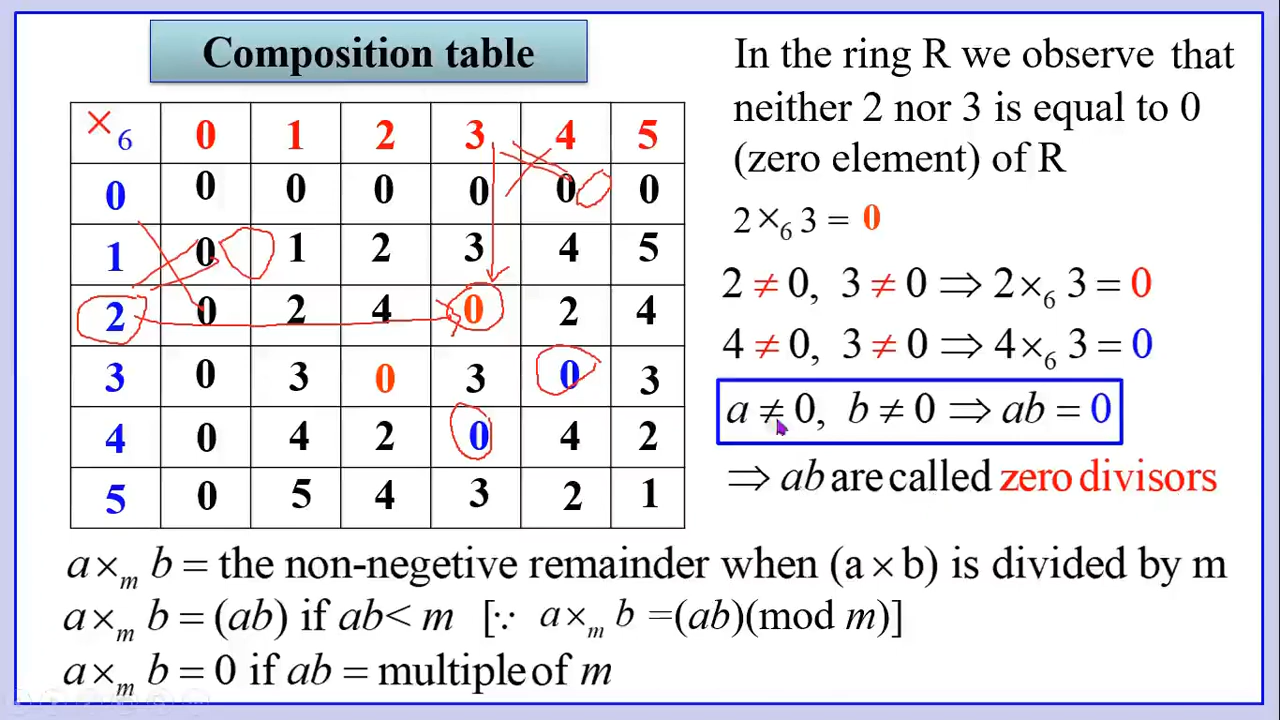 Composition table
×₆ 0 1 2 3 4 5
0 0 0 0 0 0 0
1 0 1 2 3 4 5
2 0 2 4 0 2 4
3 0 3 0 3 0 3
4 0 4 2 0 4 2
5 0 5 4 3 2 1
In the ring R we observe that
neither 2 nor 3 is equal to 0
(zero element) of R
2 ×₆ 3 = 0
2 ≠ 0, 3 ≠ 0 ⇒ 2 ×₆ 3 = 0
4 ≠ 0, 3 ≠ 0 ⇒ 4 ×₆ 3 = 0
a ≠ 0, b ≠ 0 ⇒ ab = 0
⇒ ab are called zero divisors
a ×ₘ b = the non-negetive remainder when (a × b) is divided by m
a ×ₘ b = (ab) if ab< m [∵ a ×ₘ b =(ab)(mod m)]
a ×ₘ b = 0 if ab = multiple of m